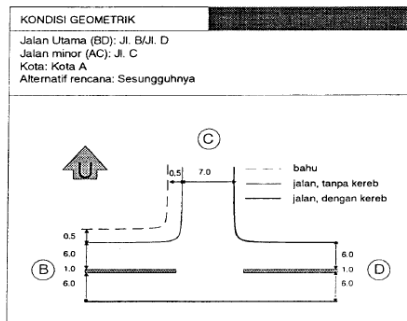 KONDISI GEOMETRIK
Jalan Utama (BD): Jl. B/Jl. D
Jalan minor (AC): Jl. C
Kota: Kota A
Alternatif rencana: Sesungguhnya
C
U
0.5
7.0
bahu
jalan, tanpa kereb
jalan, dengan kereb
0.5
6.0
1.0
6.0
B
6.0
1.0
6.0
D